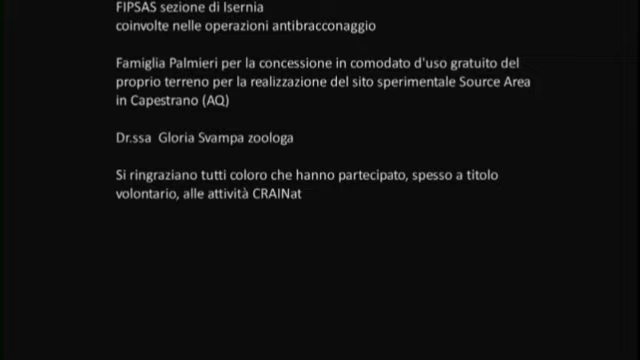 FIPSAS sezione di Isernia
coinvolte nelle operazioni antibracconaggio
Famiglia Palmieri per la concessione in comodato d'uso gratuito del
proprio terreno per la realizzazione del sito sperimentale Source Area
in Capestrano (AQ)
Dr.ssa Gloria Svampa zoologa
Si ringraziano tutti coloro che hanno partecipato, spesso a titolo
volontario, alle attività CRAINat